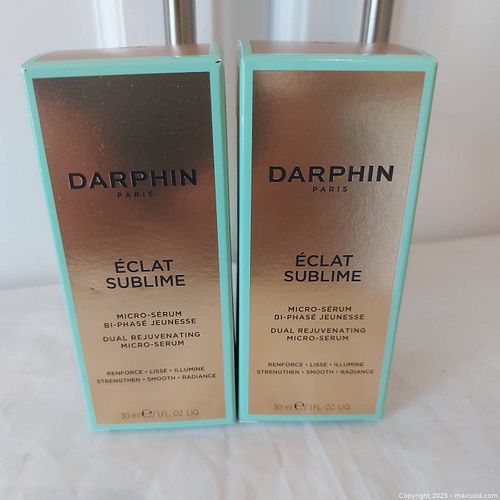 DARPHIN
PARIS
ÉCLAT
SUBLIME
MICRO-SÉRUM
BI-PHASÉ JEUNESSE
DUAL REJUVENATING
MICRO-SERUM
RENFORCE • LISSE • ILLUMINE
STRENGTHEN • SMOOTH • RADIANCE
30 ml ℮ / 1 FL. OZ. LIQ.
DARPHIN
PARIS
ÉCLAT
SUBLIME
MICRO-SÉRUM
BI-PHASÉ JEUNESSE
DUAL REJUVENATING
MICRO-SERUM
RENFORCE • LISSE • ILLUMINE
STRENGTHEN • SMOOTH • RADIANCE
30 ml ℮ / 1 FL. OZ. LIQ.
Copyright 2025 - maxsold.com